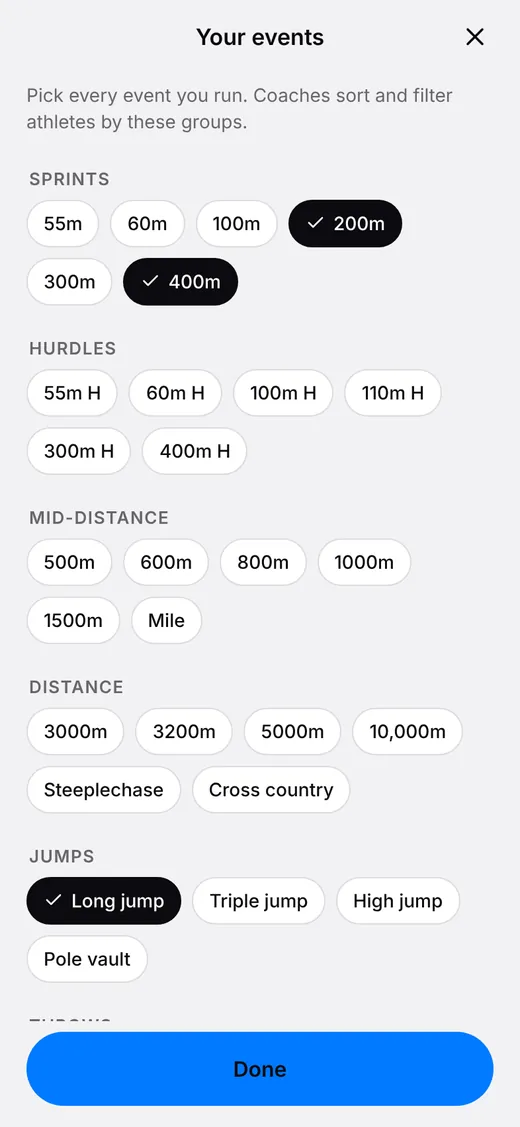 Your events
Pick every event you run. Coaches sort and filter
athletes by these groups.
SPRINTS
55m 60m 100m 200m
300m 400m
HURDLES
55m H 60m H 100m H 110m H
300m H 400m H
MID-DISTANCE
500m 600m 800m 1000m
1500m Mile
DISTANCE
3000m 3200m 5000m 10,000m
Steeplechase Cross country
JUMPS
Long jump Triple jump High jump
Pole vault
Done